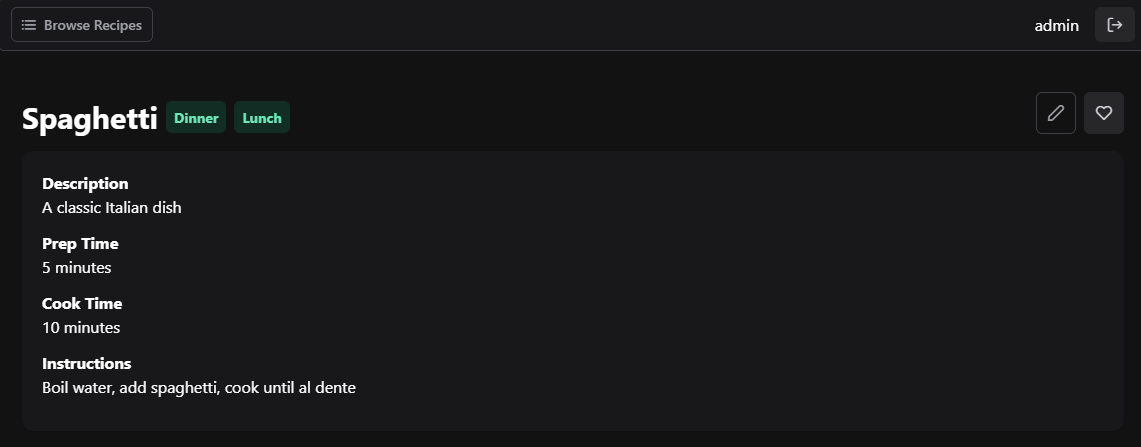 Browse Recipes
admin
Spaghetti Dinner Lunch
Description
A classic Italian dish
Prep Time
5 minutes
Cook Time
10 minutes
Instructions
Boil water, add spaghetti, cook until al dente